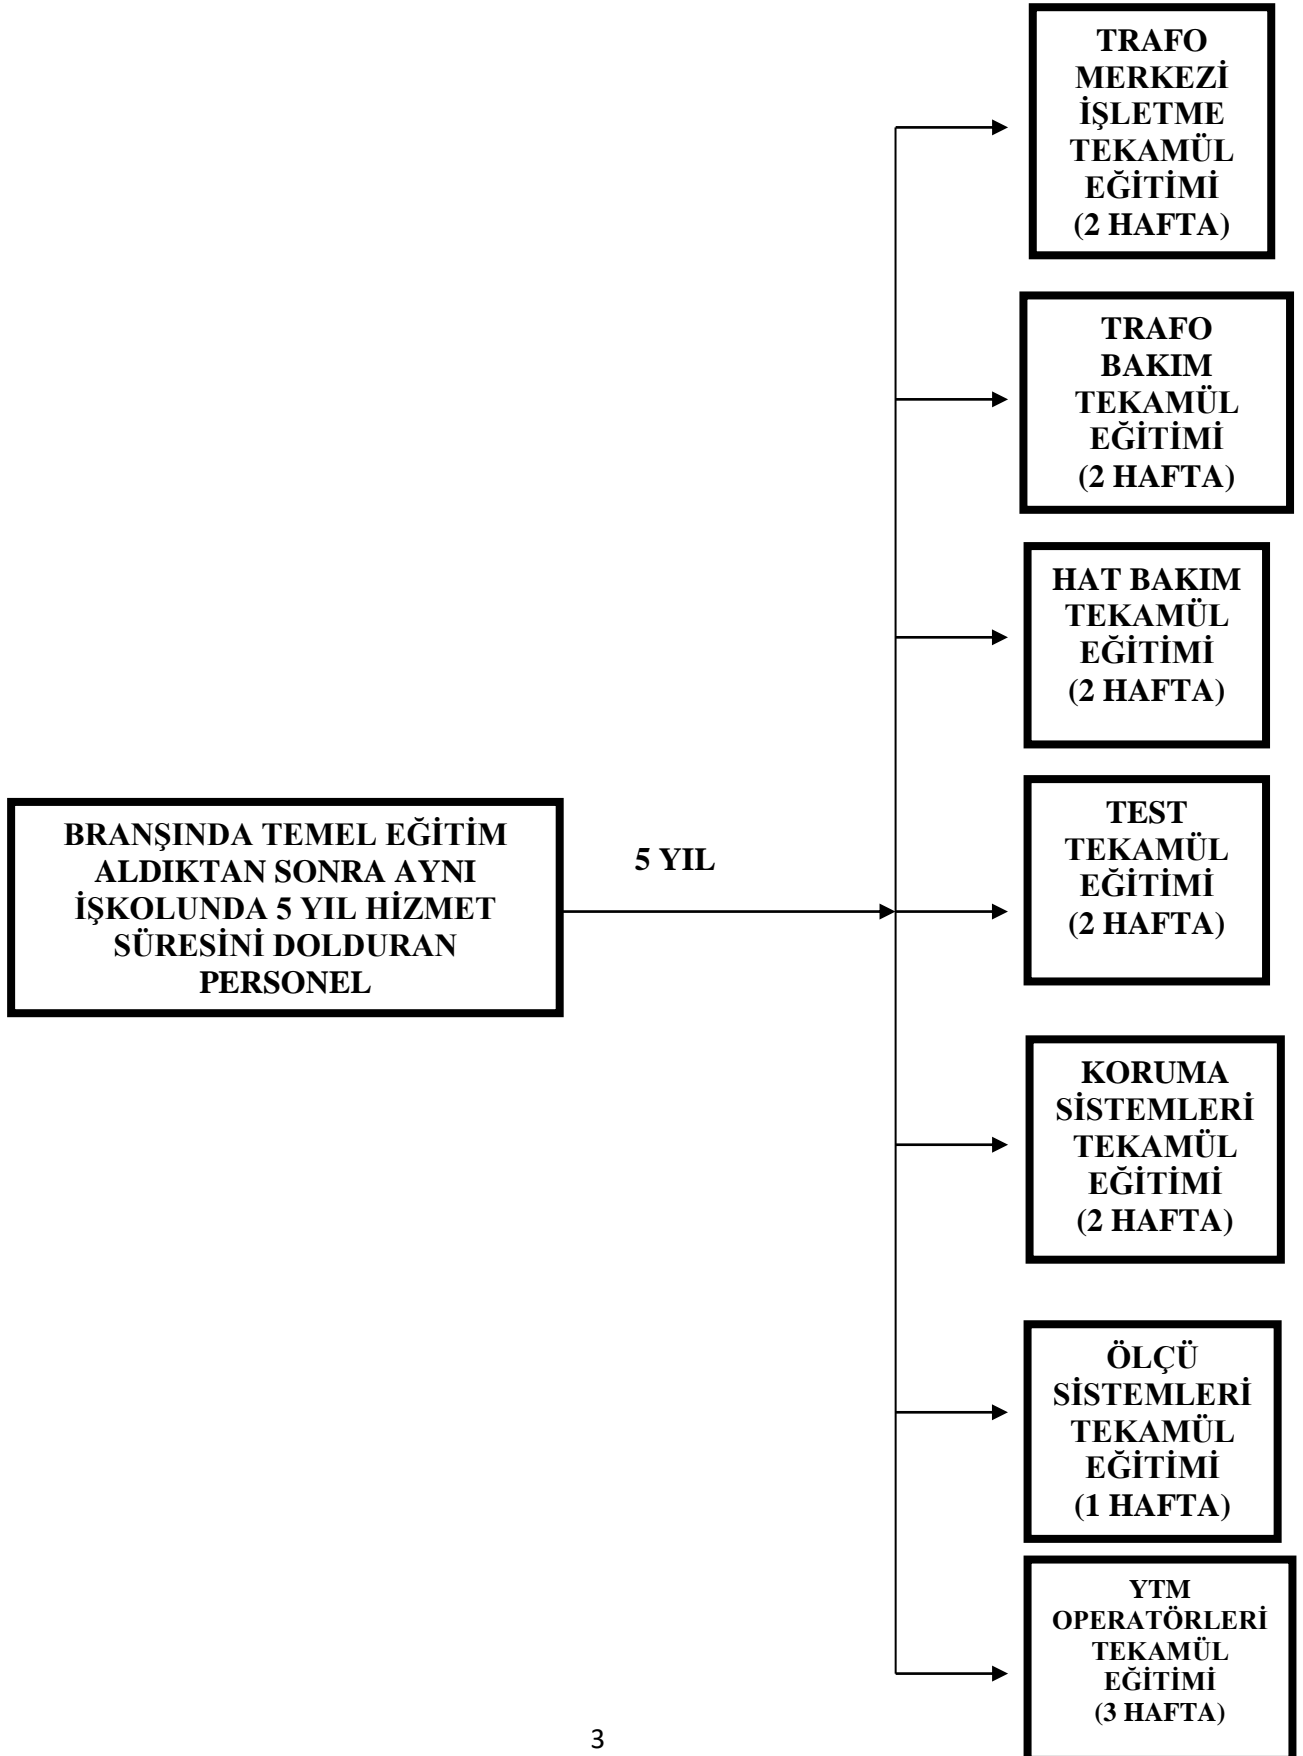 TRAFO
MERKEZİ
İŞLETME
TEKAMÜL
EĞİTİMİ
(2 HAFTA)
TRAFO
BAKIM
TEKAMÜL
EĞİTİMİ
(2 HAFTA)
HAT BAKIM
TEKAMÜL
EĞİTİMİ
(2 HAFTA)
BRANŞINDA TEMEL EĞİTİM
ALDIKTAN SONRA AYNI
İŞKOLUNDA 5 YIL HİZMET
SÜRESİNİ DOLDURAN
PERSONEL
5 YIL
TEST
TEKAMÜL
EĞİTİMİ
(2 HAFTA)
KORUMA
SİSTEMLERİ
TEKAMÜL
EĞİTİMİ
(2 HAFTA)
ÖLÇÜ
SİSTEMLERİ
TEKAMÜL
EĞİTİMİ
(1 HAFTA)
YTM
OPERATÖRLERİ
TEKAMÜL
EĞİTİMİ
(3 HAFTA)
3